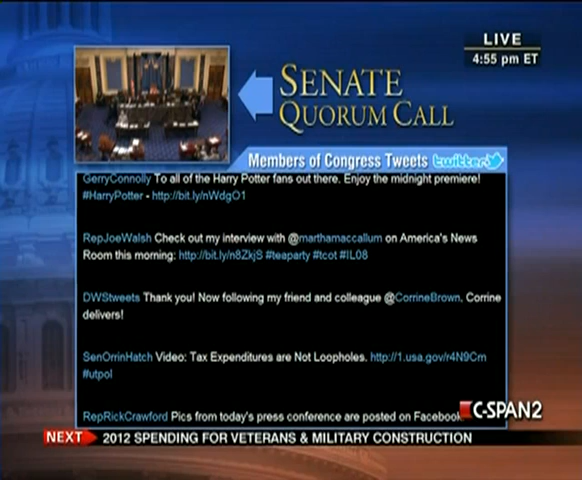 LIVE
4:55 pm ET
SENATE
QUORUM CALL
Members of Congress Tweets twitter
GerryConnolly To all of the Harry Potter fans out there. Enjoy the midnight premiere!
#HarryPotter - http://bit.ly/nWdgO1
RepJoeWalsh Check out my interview with @marthamaccallum on America's News
Room this morning: http://bit.ly/n8ZkjS #teaparty #tcot #IL08
DWStweets Thank you! Now following my friend and colleague @CorrineBrown. Corrine
delivers!
SenOrrinHatch Video: Tax Expenditures are Not Loopholes. http://1.usa.gov/r4N9Cm
#utpol
RepRickCrawford Pics from today's press conference are posted on Facebook.
C-SPAN2
NEXT 2012 SPENDING FOR VETERANS & MILITARY CONSTRUCTION